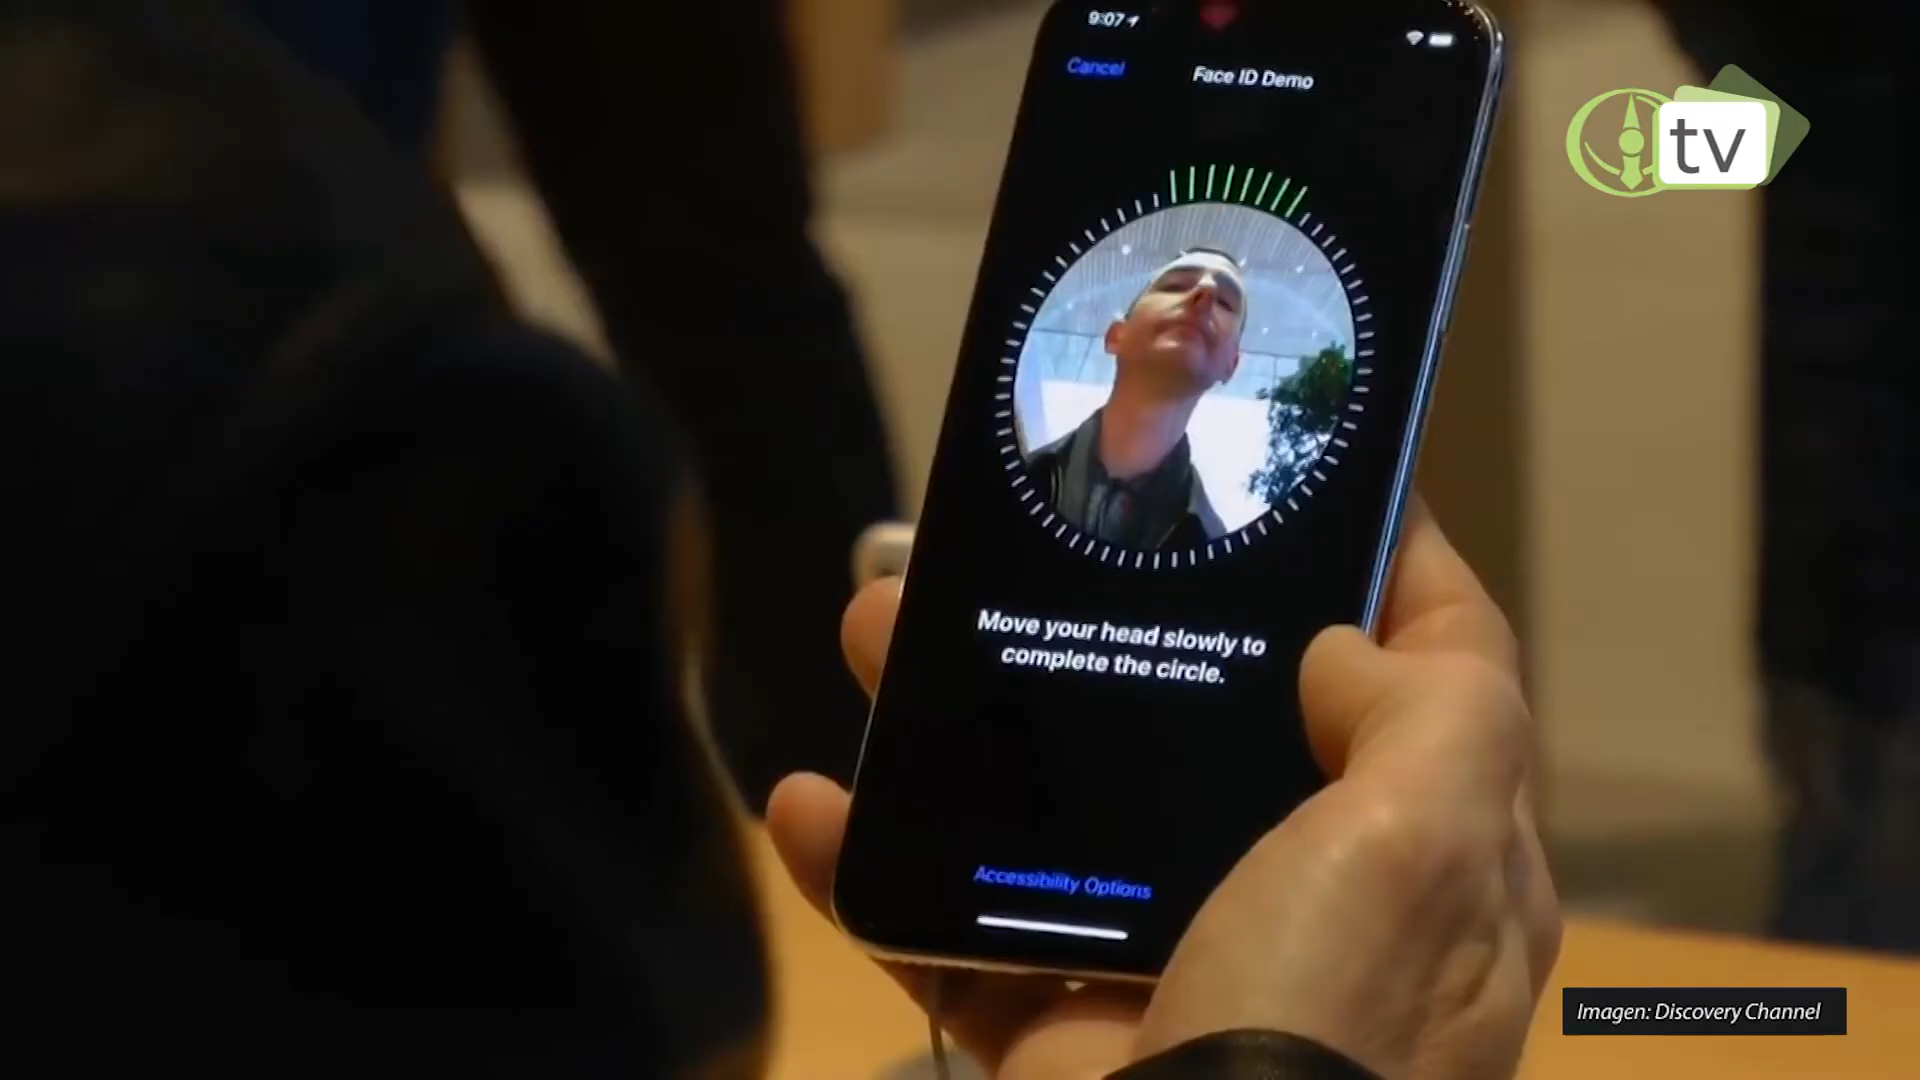 9:07
Cancel
Face ID Demo
tv
Move your head slowly to
complete the circle.
Accessibility Options
Imagen: Discovery Channel